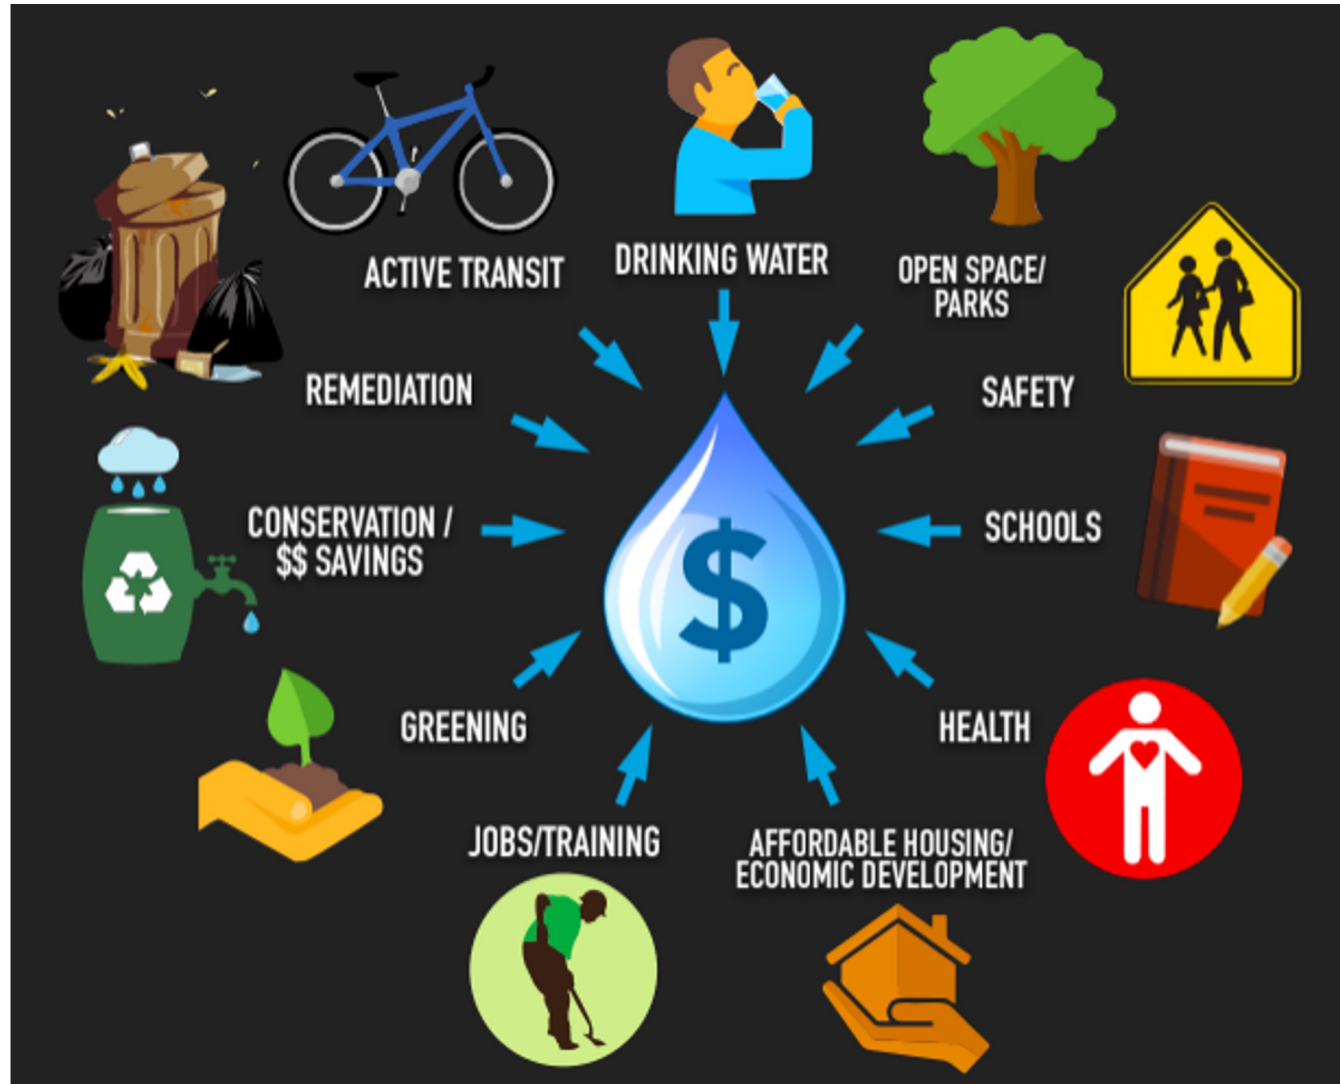 ACTIVE TRANSIT
DRINKING WATER
OPEN SPACE/
PARKS
REMEDIATION
SAFETY
CONSERVATION /
$$ SAVINGS
SCHOOLS
$
GREENING
HEALTH
JOBS/TRAINING
AFFORDABLE HOUSING/
ECONOMIC DEVELOPMENT